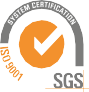 SYSTEM CERTIFICATION
ISO 9001
SGS